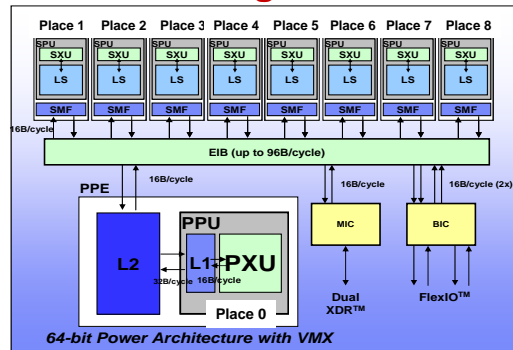 Place 1 Place 2 Place 3 Place 4 Place 5 Place 6 Place 7 Place 8
SPU SPU SPU SPU SPU SPU SPU SPU
SXU SXU SXU SXU SXU SXU SXU SXU
LS LS LS LS LS LS LS LS
SMF SMF SMF SMF SMF SMF SMF SMF
16B/cycle
EIB (up to 96B/cycle)
16B/cycle 16B/cycle 16B/cycle (2x)
PPE
PPU
MIC BIC
L2 L1 PXU
32B/cycle 16B/cycle
Place 0
Dual
XDR™
FlexIO™
64-bit Power Architecture with VMX